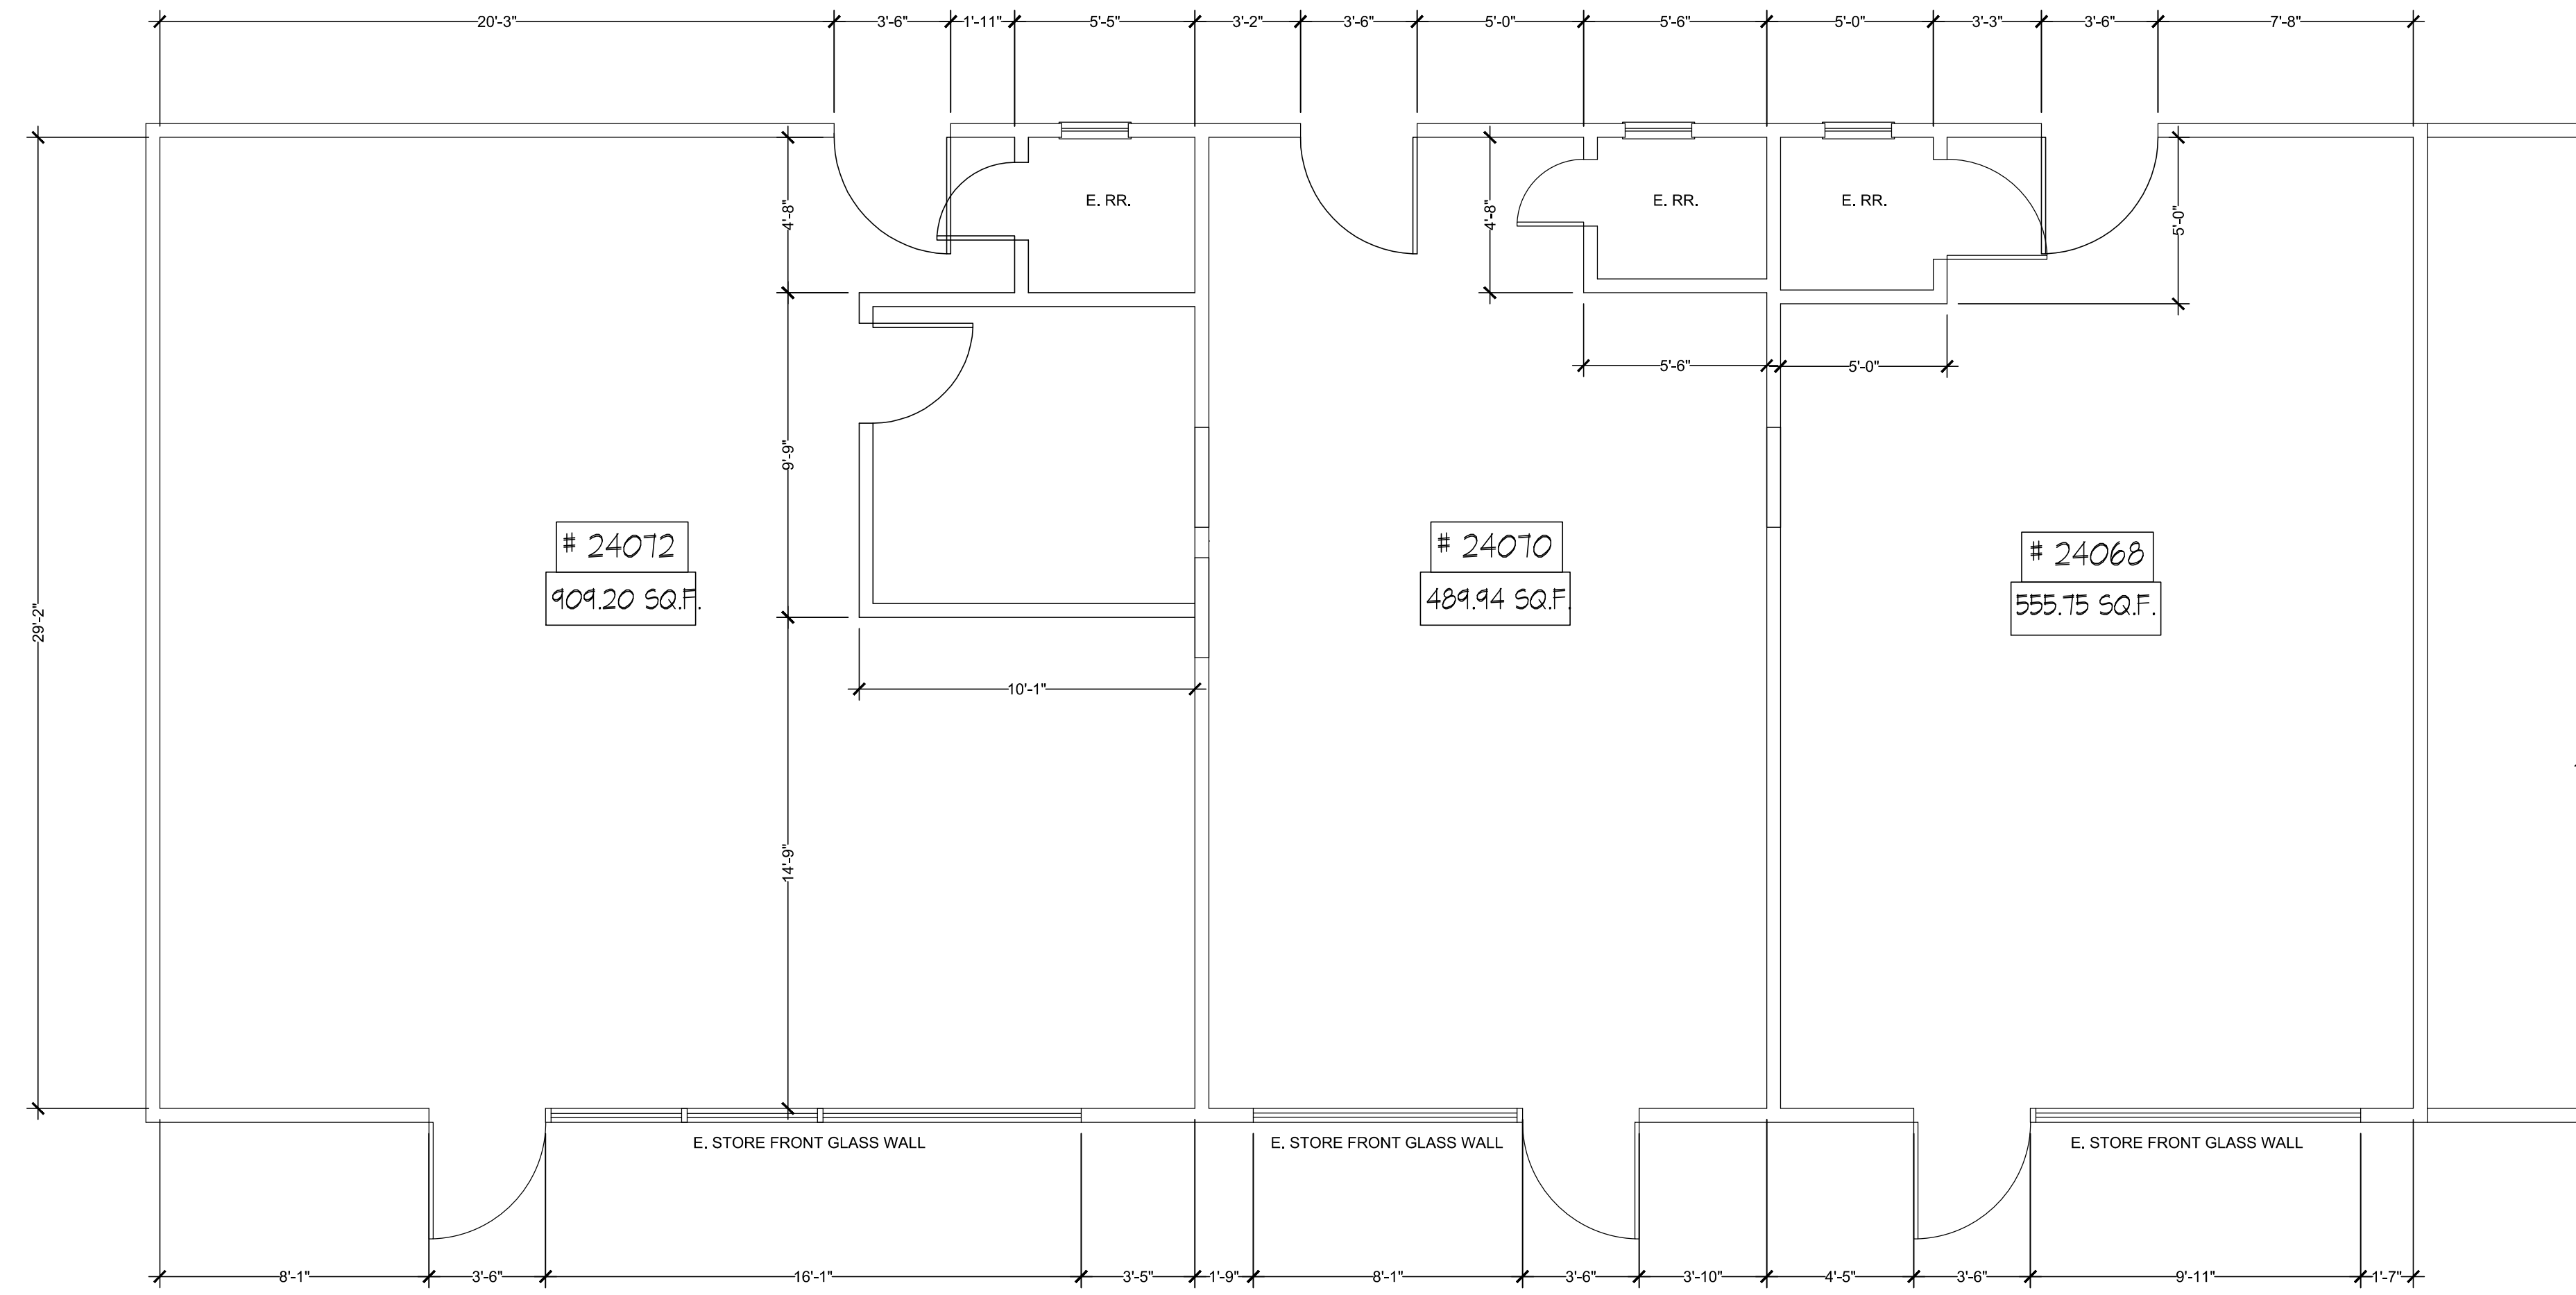 20'-3" 3'-6" 1'-11" 5'-5" 3'-2" 3'-6" 5'-0" 5'-6" 5'-0" 3'-3" 3'-6" 7'-8"
E. RR. E. RR. E. RR.
4'-8" 4'-8" 5'-0"
5'-6" 5'-0"
9'-9"
# 24072 # 24070 # 24068
909.20 SQ.F. 489.94 SQ.F. 555.75 SQ.F.
29'-2"
10'-1"
14'-9"
E. STORE FRONT GLASS WALL E. STORE FRONT GLASS WALL E. STORE FRONT GLASS WALL
8'-1" 3'-6" 16'-1" 3'-5" 1'-9" 8'-1" 3'-6" 3'-10" 4'-5" 3'-6" 9'-11" 1'-7"